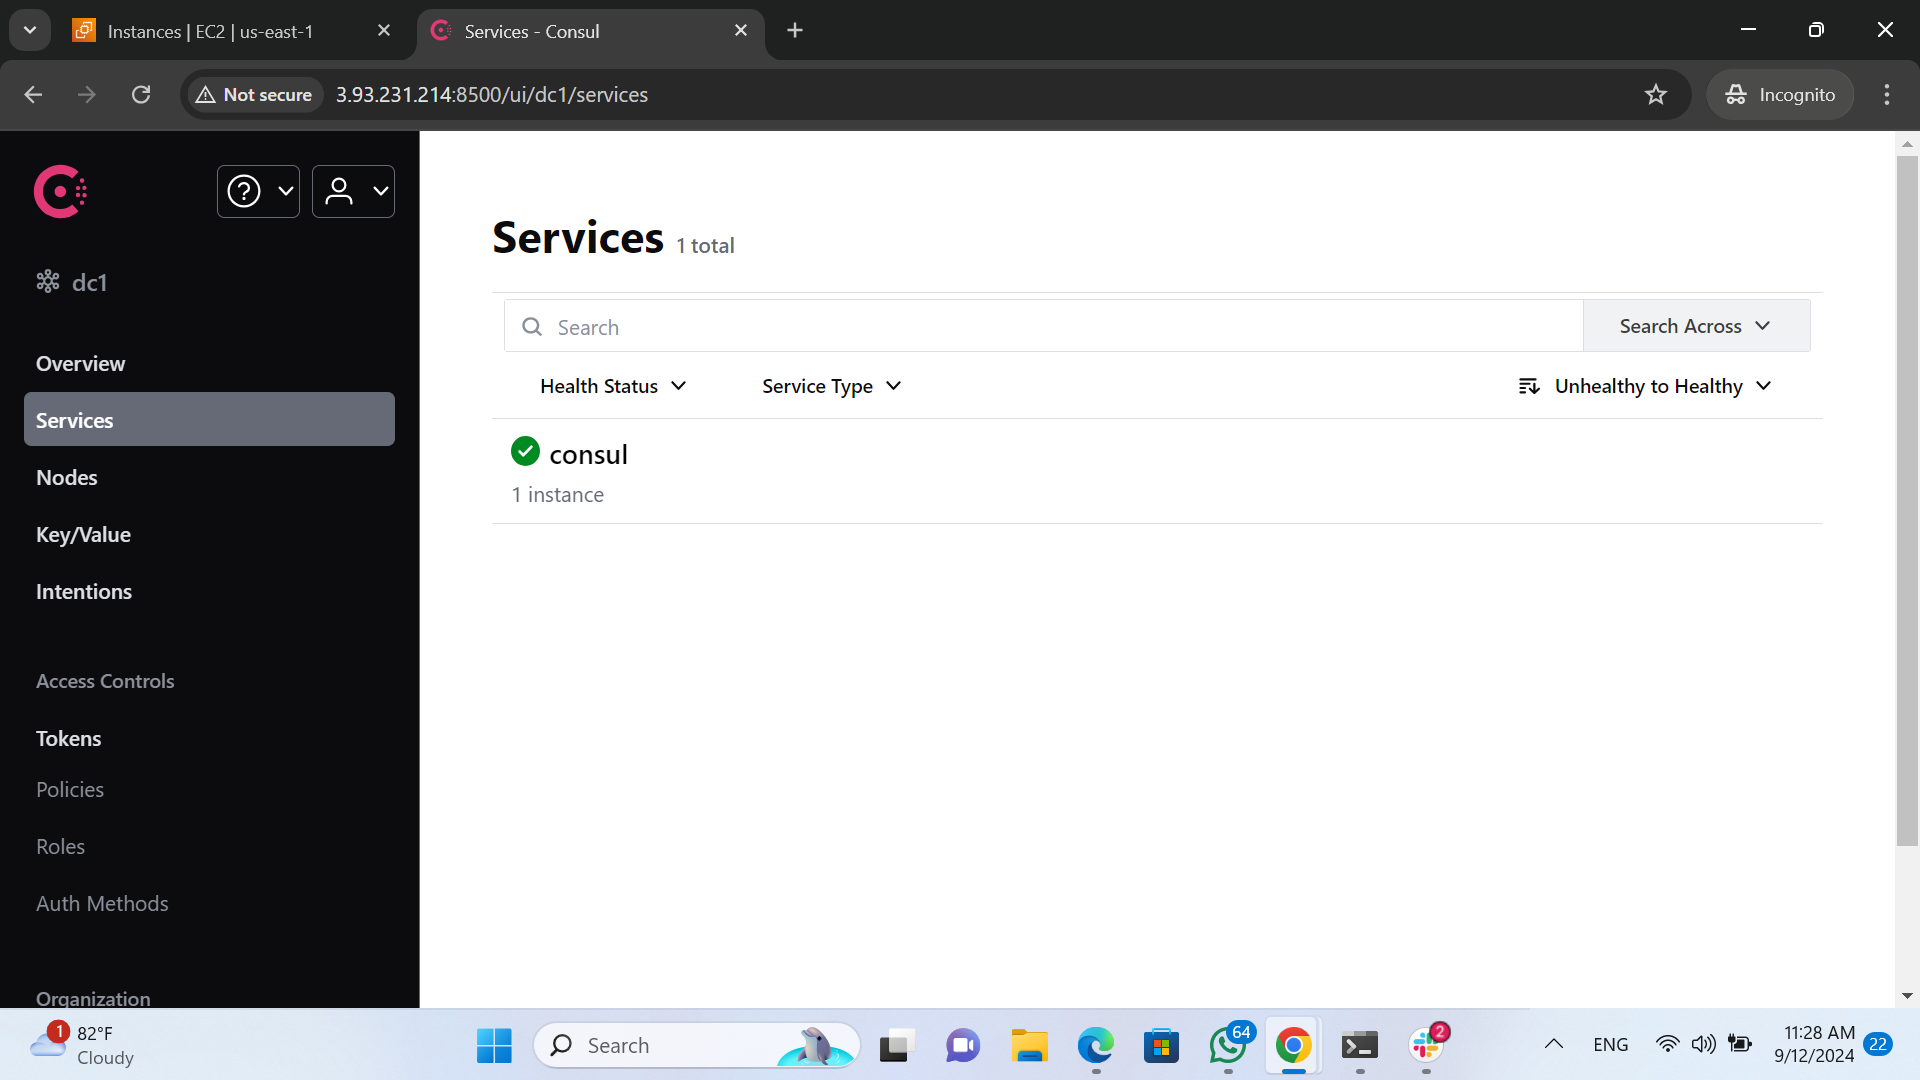 Instances | EC2 | us-east-1
Services - Consul
Not secure
3.93.231.214:8500/ui/dc1/services
Incognito
dc1
Overview
Services
Nodes
Key/Value
Intentions
Access Controls
Tokens
Policies
Roles
Auth Methods
Organization
Services 1 total
Search
Search Across
Health Status
Service Type
Unhealthy to Healthy
consul
1 instance
1
82°F
Cloudy
Search
64
2
ENG
11:28 AM
9/12/2024
22